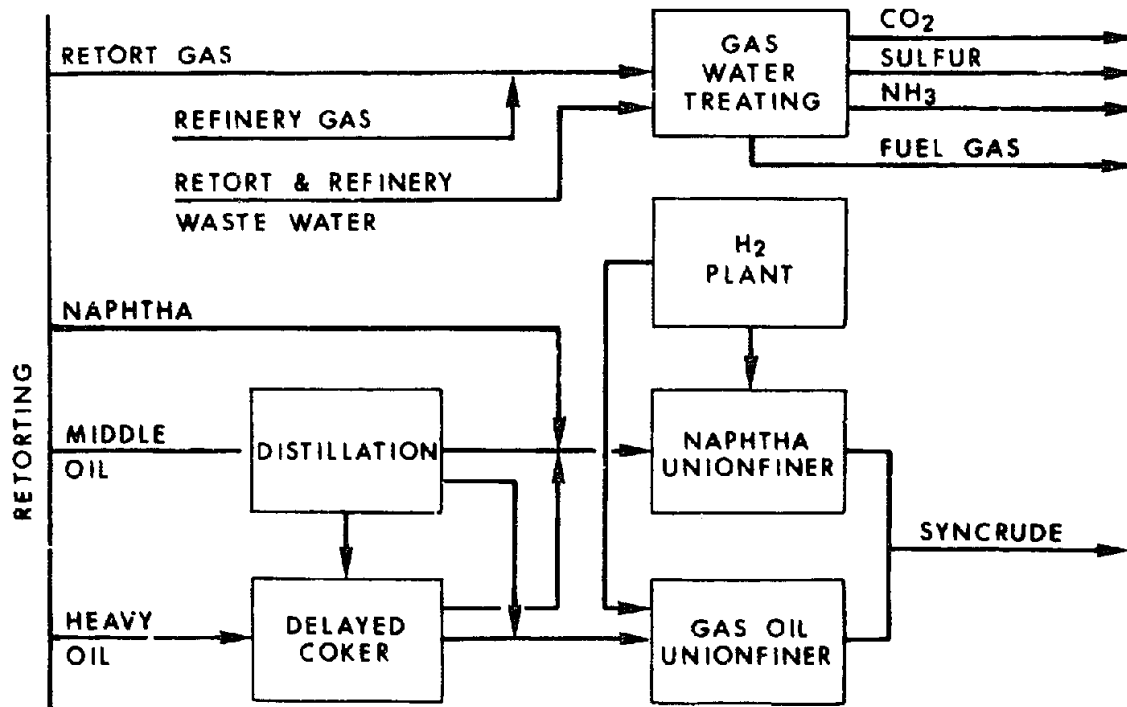 RETORTING
RETORT GAS
REFINERY GAS
RETORT & REFINERY
WASTE WATER
GAS
WATER
TREATING
CO2
SULFUR
NH3
FUEL GAS
H2
PLANT
NAPHTHA
MIDDLE
OIL
DISTILLATION
NAPHTHA
UNIONFINER
SYNCRUDE
HEAVY
OIL
DELAYED
COKER
GAS OIL
UNIONFINER